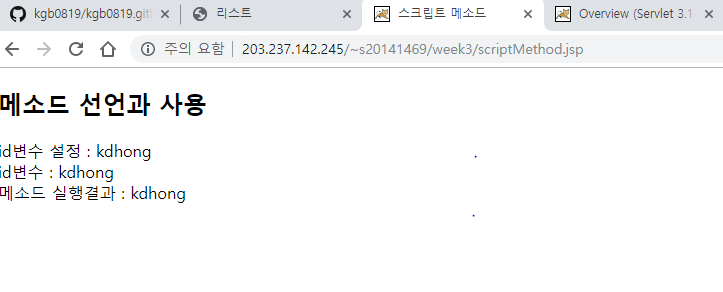 kgb0819/kgb0819.gitl
리스트
스크립트 메소드
Overview (Servlet 3.1
주의 요함 | 203.237.142.245/~s20141469/week3/scriptMethod.jsp
메소드 선언과 사용
id변수 설정 : kdhong
id변수 : kdhong
메소드 실행결과 : kdhong